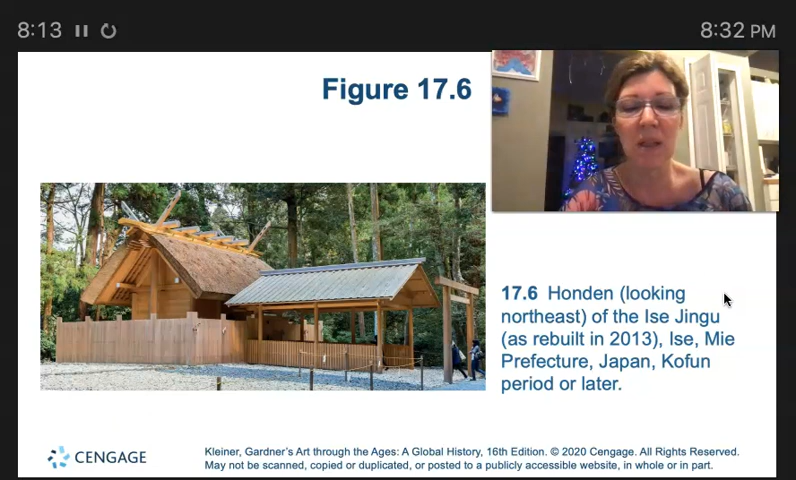 8:13
8:32 PM
Figure 17.6
17.6 Honden (looking
northeast) of the Ise Jingu
(as rebuilt in 2013), Ise, Mie
Prefecture, Japan, Kofun
period or later.
CENGAGE
Kleiner, Gardner's Art through the Ages: A Global History, 16th Edition. © 2020 Cengage. All Rights Reserved.
May not be scanned, copied or duplicated, or posted to a publicly accessible website, in whole or in part.